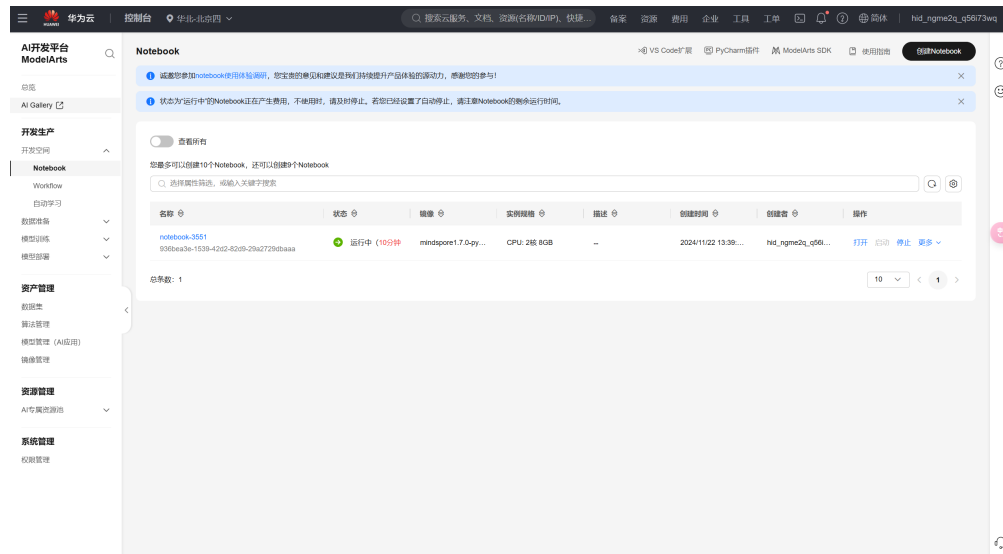 HUAWEI 华为云 控制台 华北-北京四 搜索云服务、文档、资源(名称/ID/IP)、快捷... 备案 资源 费用 企业 工具 工单 简体 hid_ngme2q_q56i73wq
AI开发平台
ModelArts
总览
AI Gallery
开发生产
开发空间
Notebook
Workflow
自动学习
数据准备
模型训练
模型部署
资产管理
数据集
算法管理
模型管理（AI应用）
镜像管理
资源管理
AI专属资源池
系统管理
权限管理
Notebook VS Code扩展 PyCharm插件 ModelArts SDK 使用指南 创建Notebook
诚邀您参加notebook使用体验调研，您宝贵的意见和建议是我们持续提升产品体验的源动力，感谢您的参与！
状态为“运行中”的Notebook正在产生费用，不使用时，请及时停止。若您已经设置了自动停止，请注意Notebook的剩余运行时间。
查看所有
您最多可以创建10个Notebook，还可以创建9个Notebook
选择属性筛选，或输入关键字搜索
名称 状态 镜像 实例规格 描述 创建时间 创建者 操作
notebook-3551 运行中（10分钟 mindspore1.7.0-py... CPU: 2核 8GB – 2024/11/22 13:39:... hid_ngme2q_q56i... 打开 启动 停止 更多
936bea3e-1539-42d2-82d9-29a2729dbaaa
总条数：1 10 1